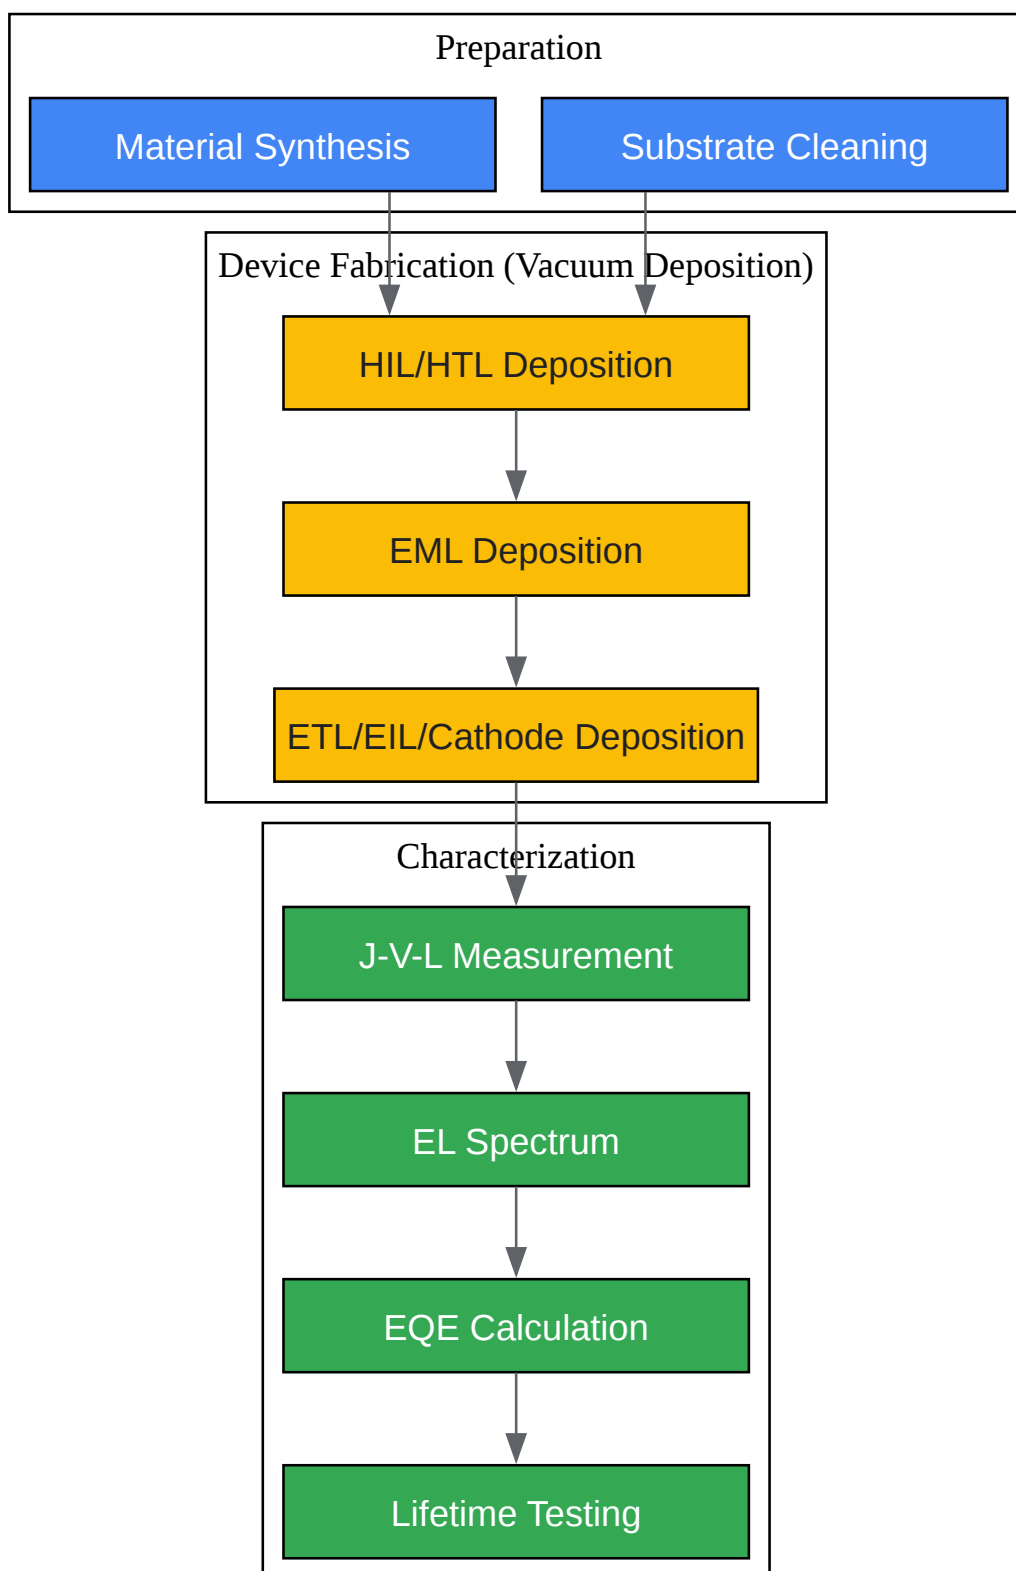 Preparation
Material Synthesis
Substrate Cleaning
Device Fabrication (Vacuum Deposition)
HIL/HTL Deposition
EML Deposition
ETL/EIL/Cathode Deposition
Characterization
J-V-L Measurement
EL Spectrum
EQE Calculation
Lifetime Testing